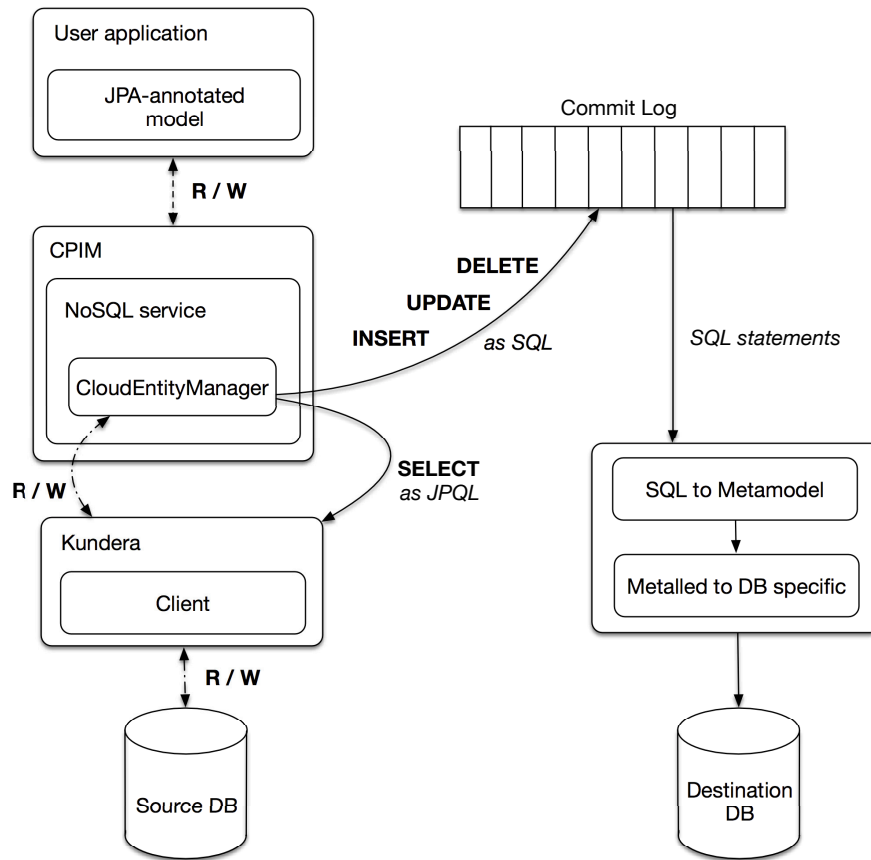 User application
JPA-annotated
model
Commit Log
R / W
CPIM
NoSQL service
CloudEntityManager
DELETE
UPDATE
INSERT
as SQL
SQL statements
SELECT
as JPQL
R / W
Kundera
Client
SQL to Metamodel
Metalled to DB specific
R / W
Source DB
Destination
DB